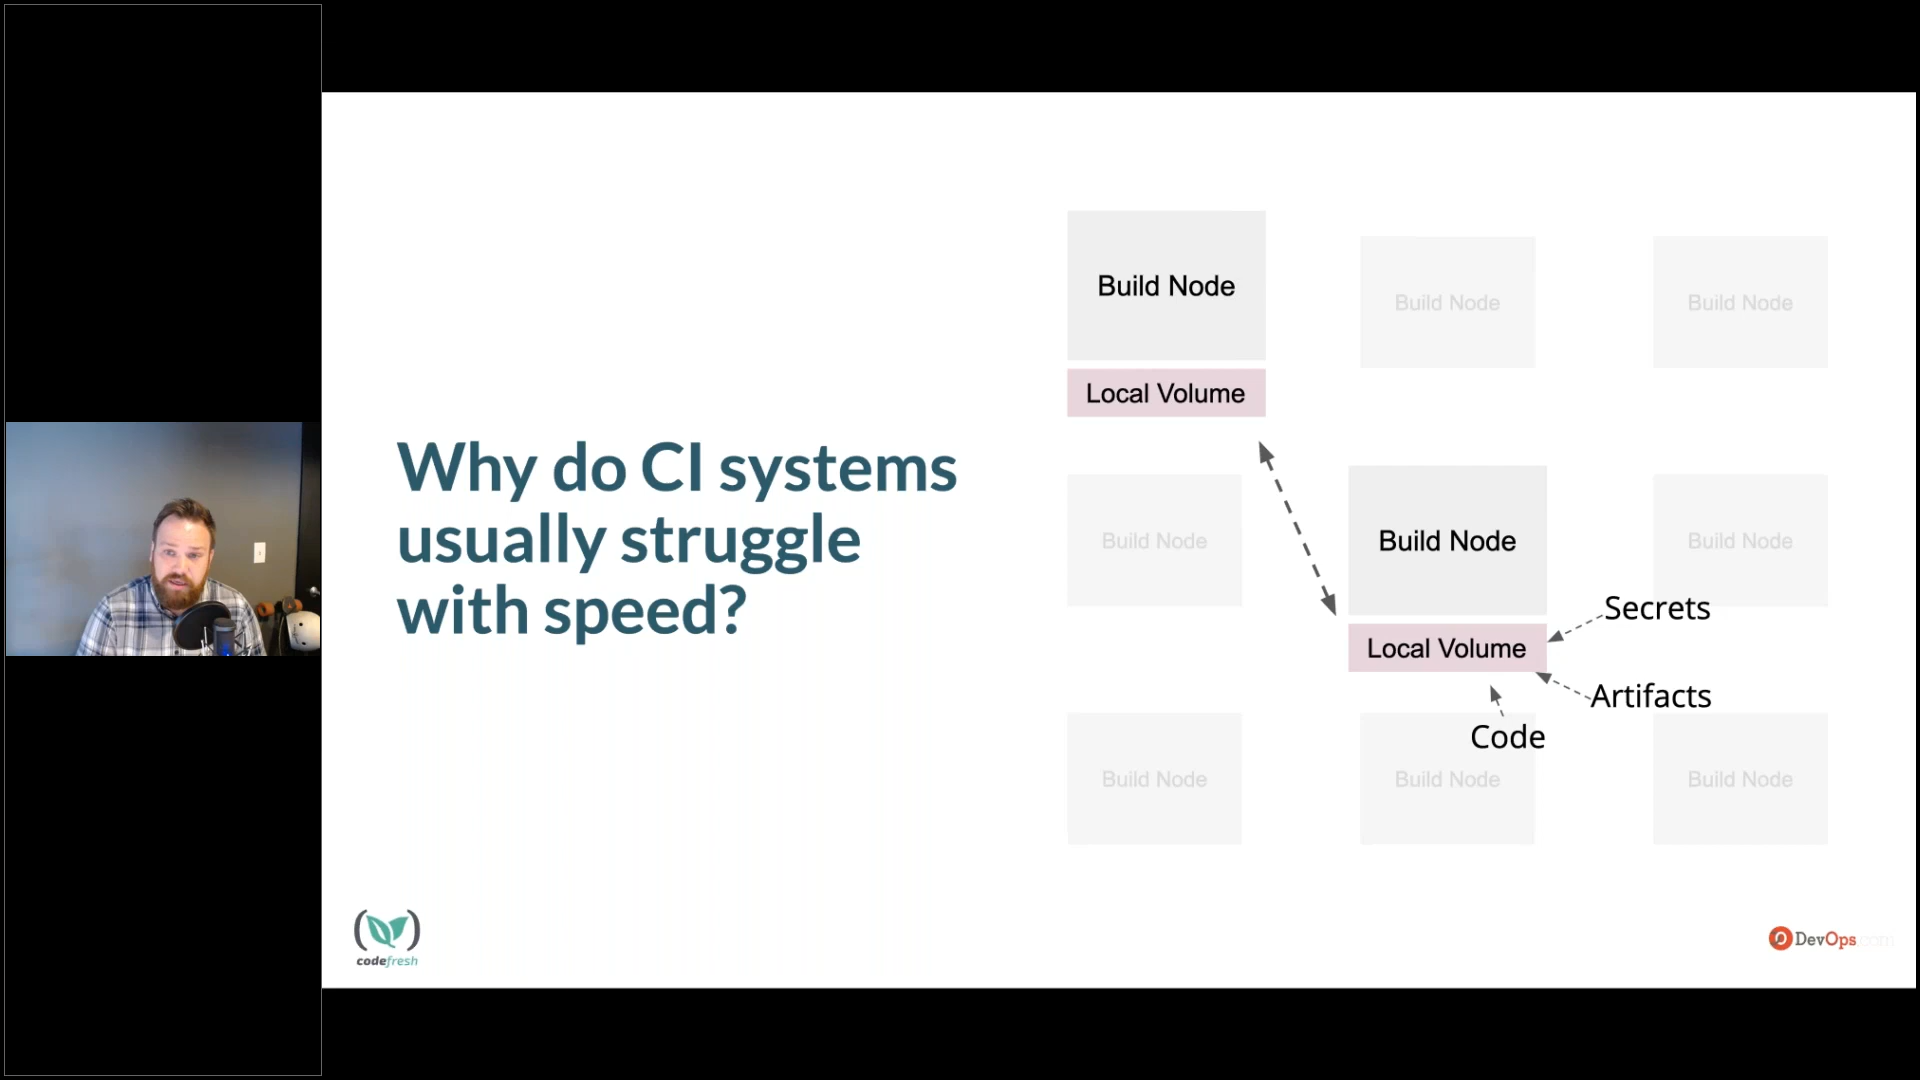 Why do CI systems
usually struggle
with speed?
Build Node
Build Node
Build Node
Local Volume
Build Node
Build Node
Build Node
Local Volume
Secrets
Artifacts
Code
Build Node
Build Node
Build Node
codefresh
DevOps.com